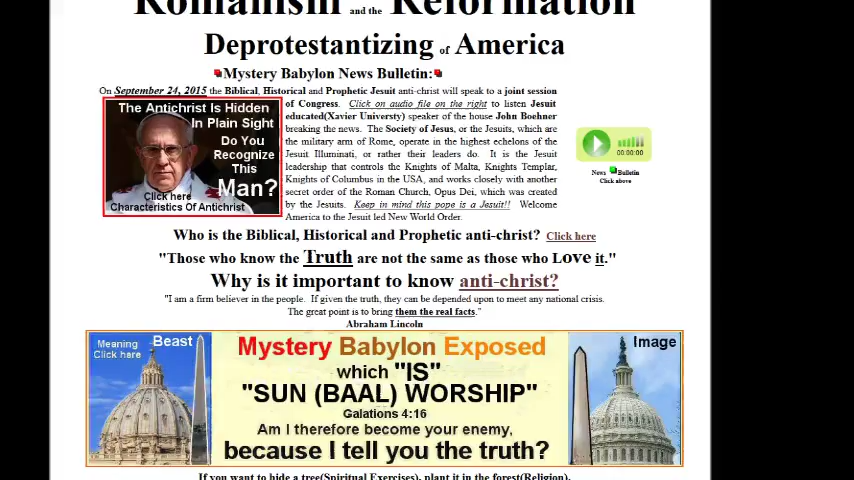 Romanism and the Reformation
Deprotestantizing of America
Mystery Babylon News Bulletin:
On September 24, 2015 the Biblical, Historical and Prophetic Jesuit anti-christ will speak to a joint session
of Congress. Click on audio file on the right to listen Jesuit
educated(Xavier Universty) speaker of the house John Boehner
breaking the news. The Society of Jesus, or the Jesuits, which are
the military arm of Rome, operate in the highest echelons of the
Jesuit Illuminati, or rather their leaders do. It is the Jesuit
leadership that controls the Knights of Malta, Knights Templar,
Knights of Columbus in the USA, and works closely with another
secret order of the Roman Church, Opus Dei, which was created
by the Jesuits. Keep in mind this pope is a Jesuit!! Welcome
America to the Jesuit led New World Order.
The Antichrist Is Hidden
In Plain Sight
Do You
Recognize
This
Man?
Click here
Characteristics Of Antichrist
00:00:00
News Bulletin
Click above
Who is the Biblical, Historical and Prophetic anti-christ? Click here
"Those who know the Truth are not the same as those who Love it."
Why is it important to know anti-christ?
"I am a firm believer in the people. If given the truth, they can be depended upon to meet any national crisis.
The great point is to bring them the real facts."
Abraham Lincoln
Meaning
Click here
Beast
Mystery Babylon Exposed
which "IS"
"SUN (BAAL) WORSHIP"
Galations 4:16
Am I therefore become your enemy,
because I tell you the truth?
Image
If you want to hide a tree(Spiritual Exercises), plant it in the forest(Religion).